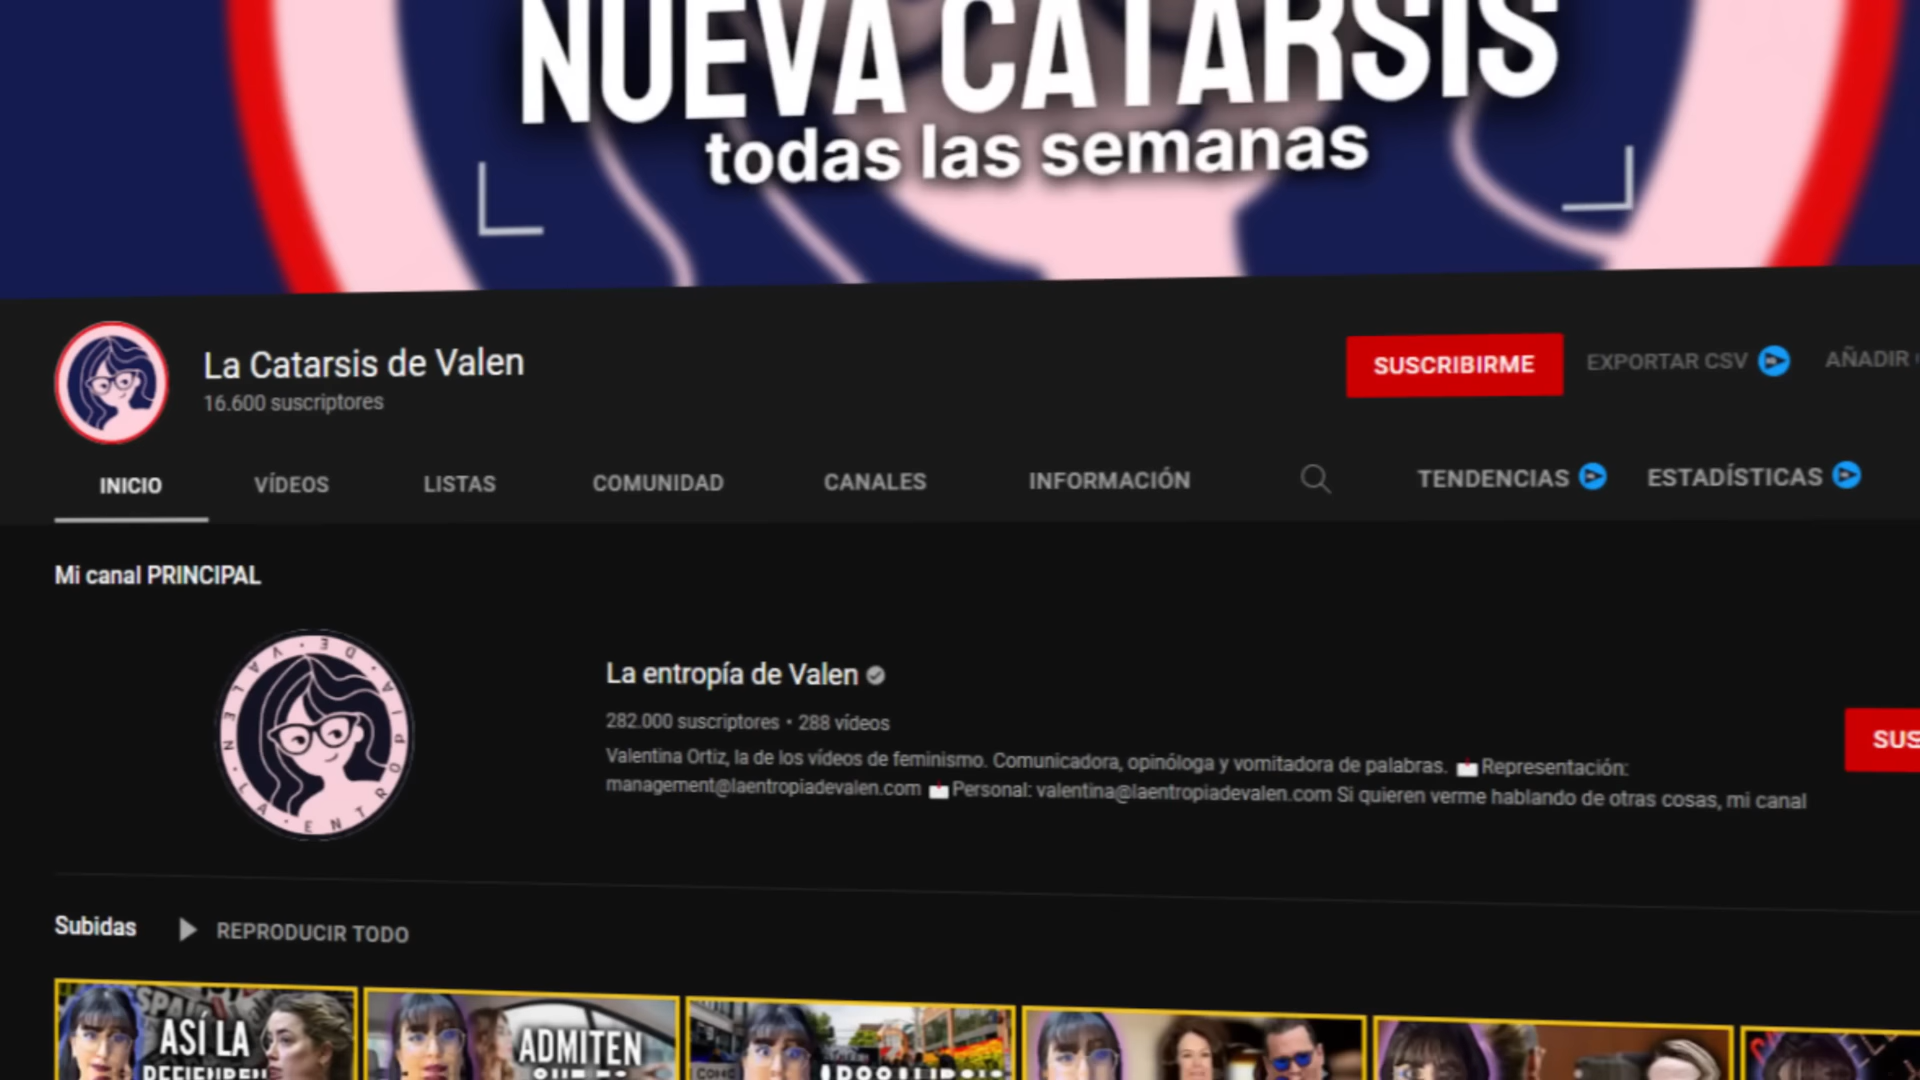 NUEVA CATARSIS
todas las semanas
La Catarsis de Valen
16.600 suscriptores
SUSCRIBIRME
EXPORTAR CSV
AÑADIR
INICIO
VÍDEOS
LISTAS
COMUNIDAD
CANALES
INFORMACIÓN
TENDENCIAS
ESTADÍSTICAS
Mi canal PRINCIPAL
DE VALEN · LA ENTROPÍA
La entropía de Valen
282.000 suscriptores • 288 vídeos
Valentina Ortiz, la de los vídeos de feminismo. Comunicadora, opinóloga y vomitadora de palabras. Representación:
management@laentropiadevalen.com Personal: valentina@laentropiadevalen.com Si quieren verme hablando de otras cosas, mi canal
SUS
Subidas
REPRODUCIR TODO
ASÍ LA
ADMITEN